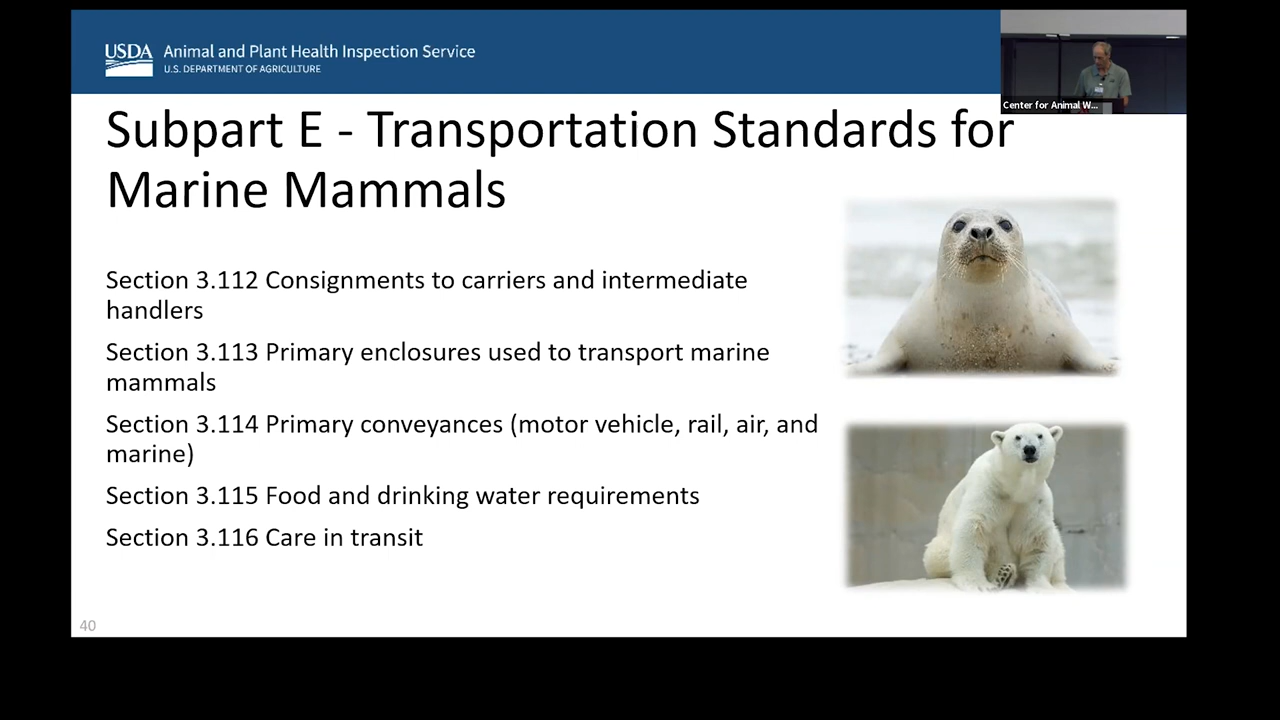 USDA Animal and Plant Health Inspection Service
U.S. DEPARTMENT OF AGRICULTURE
Center for Animal W...
Subpart E - Transportation Standards for
Marine Mammals
Section 3.112 Consignments to carriers and intermediate
handlers
Section 3.113 Primary enclosures used to transport marine
mammals
Section 3.114 Primary conveyances (motor vehicle, rail, air, and
marine)
Section 3.115 Food and drinking water requirements
Section 3.116 Care in transit
40